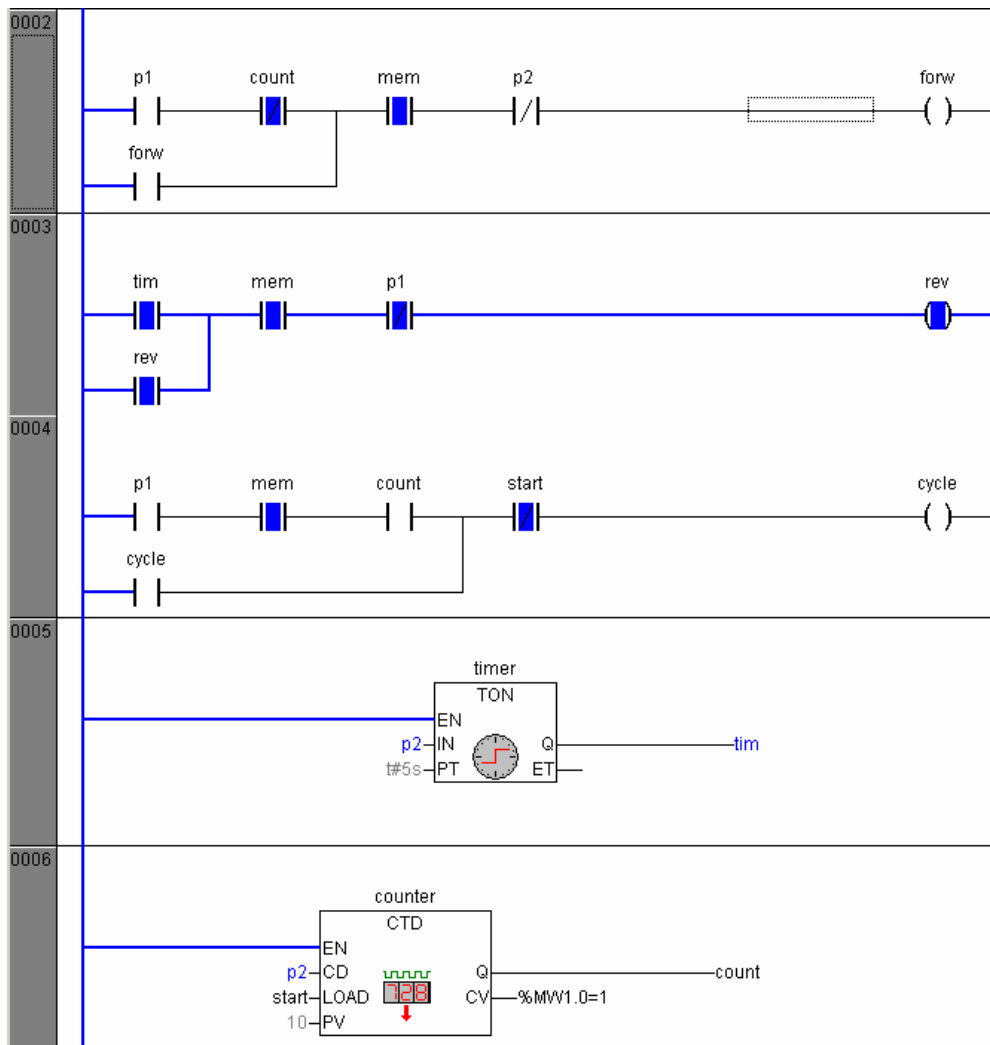 0002
p1 count mem p2 forw
forw
0003
tim mem p1 rev
rev
0004
p1 mem count start cycle
cycle
0005
timer
TON
EN
p2 IN Q tim
t#5s PT ET
0006
counter
CTD
EN
p2 CD Q count
start LOAD 728 CV %MW1.0=1
10 PV